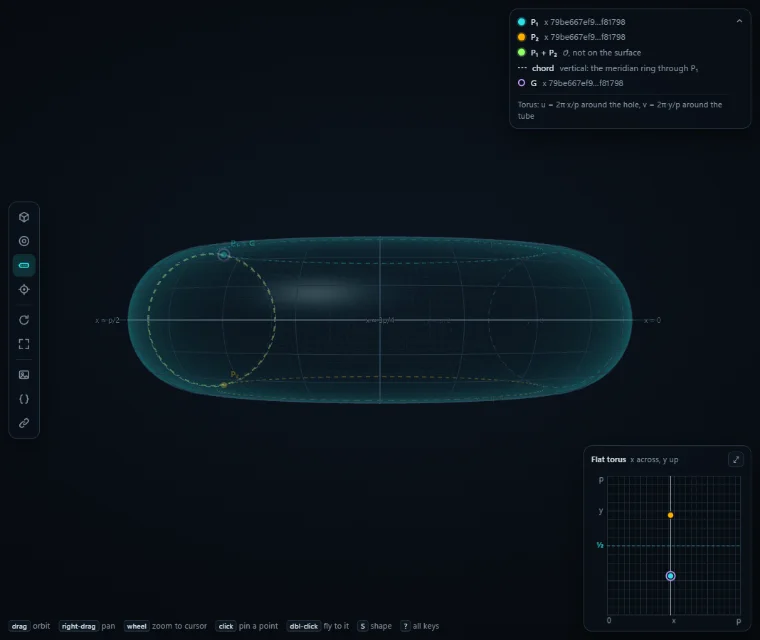 P₁ x 79be667ef9…f81798
P₂ x 79be667ef9…f81798
P₁ + P₂ 𝒪, not on the surface
chord vertical: the meridian ring through P₁
G x 79be667ef9…f81798
Torus: u = 2π·x/p around the hole, v = 2π·y/p around the
tube
P₁ = G
x ≈ p/2
x = 0
P₂
Flat torus x across, y up
p
y
½
0 x p
drag orbit right-drag pan wheel zoom to cursor click pin a point dbl-click fly to it S shape ? all keys